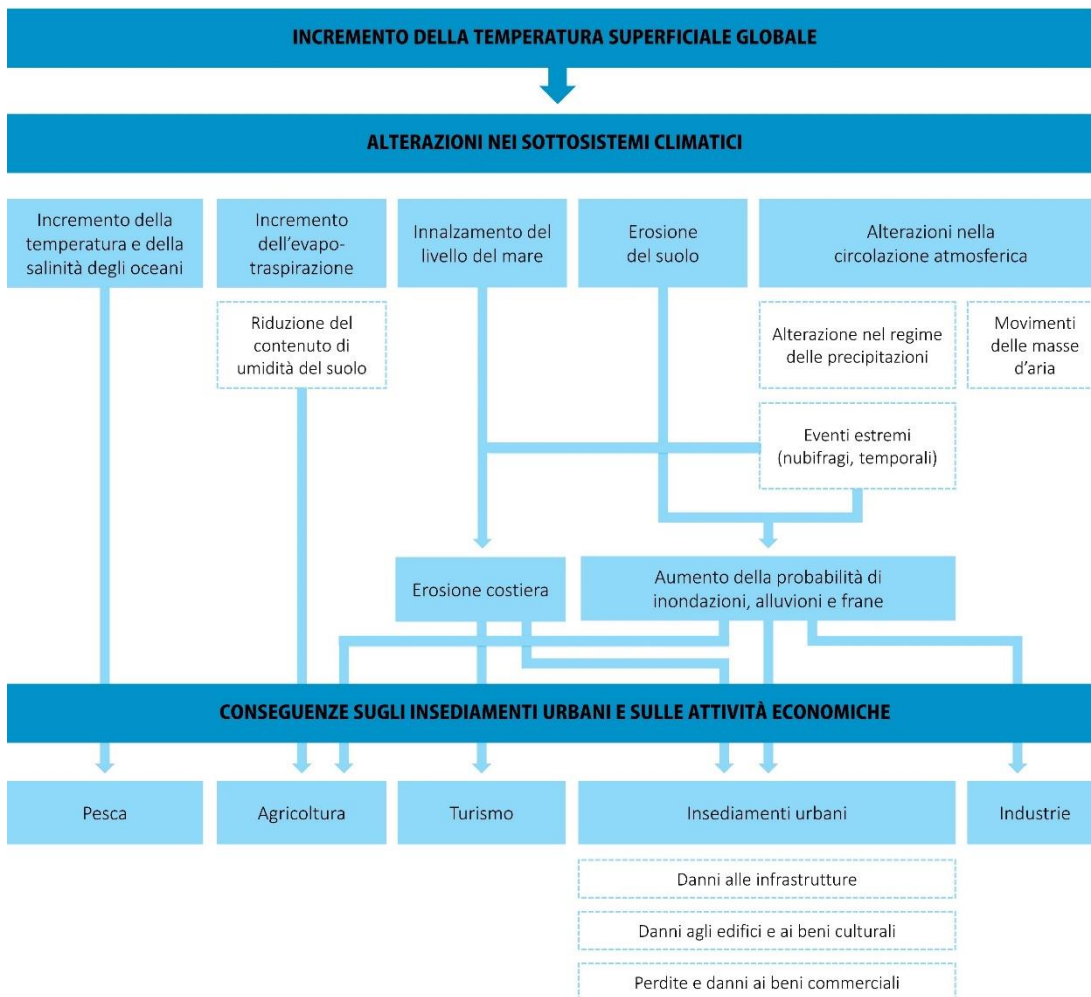 INCREMENTO DELLA TEMPERATURA SUPERFICIALE GLOBALE
ALTERAZIONI NEI SOTTOSISTEMI CLIMATICI
Incremento della
temperatura e della
salinità degli oceani
Incremento
dell’evapo-
traspirazione
Innalzamento del
livello del mare
Erosione
del suolo
Alterazioni nella
circolazione atmosferica
Riduzione del
contenuto di
umidità del suolo
Alterazione nel regime
delle precipitazioni
Movimenti
delle masse
d’aria
Eventi estremi
(nubifragi, temporali)
Erosione costiera
Aumento della probabilità di
inondazioni, alluvioni e frane
CONSEGUENZE SUGLI INSEDIAMENTI URBANI E SULLE ATTIVITÀ ECONOMICHE
Pesca
Agricoltura
Turismo
Insediamenti urbani
Industrie
Danni alle infrastrutture
Danni agli edifici e ai beni culturali
Perdite e danni ai beni commerciali